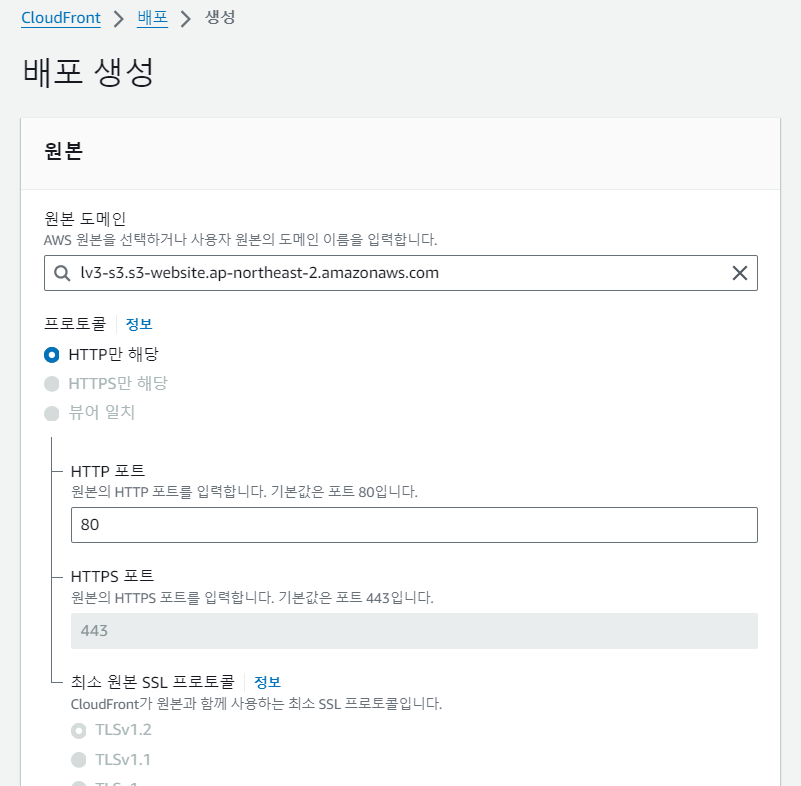 CloudFront > 배포 > 생성
배포 생성
원본
원본 도메인
AWS 원본을 선택하거나 사용자 원본의 도메인 이름을 입력합니다.
lv3-s3.s3-website.ap-northeast-2.amazonaws.com
프로토콜 정보
HTTP만 해당
HTTPS만 해당
뷰어 일치
HTTP 포트
원본의 HTTP 포트를 입력합니다. 기본값은 포트 80입니다.
80
HTTPS 포트
원본의 HTTPS 포트를 입력합니다. 기본값은 포트 443입니다.
443
최소 원본 SSL 프로토콜 정보
CloudFront가 원본과 함께 사용하는 최소 SSL 프로토콜입니다.
TLSv1.2
TLSv1.1